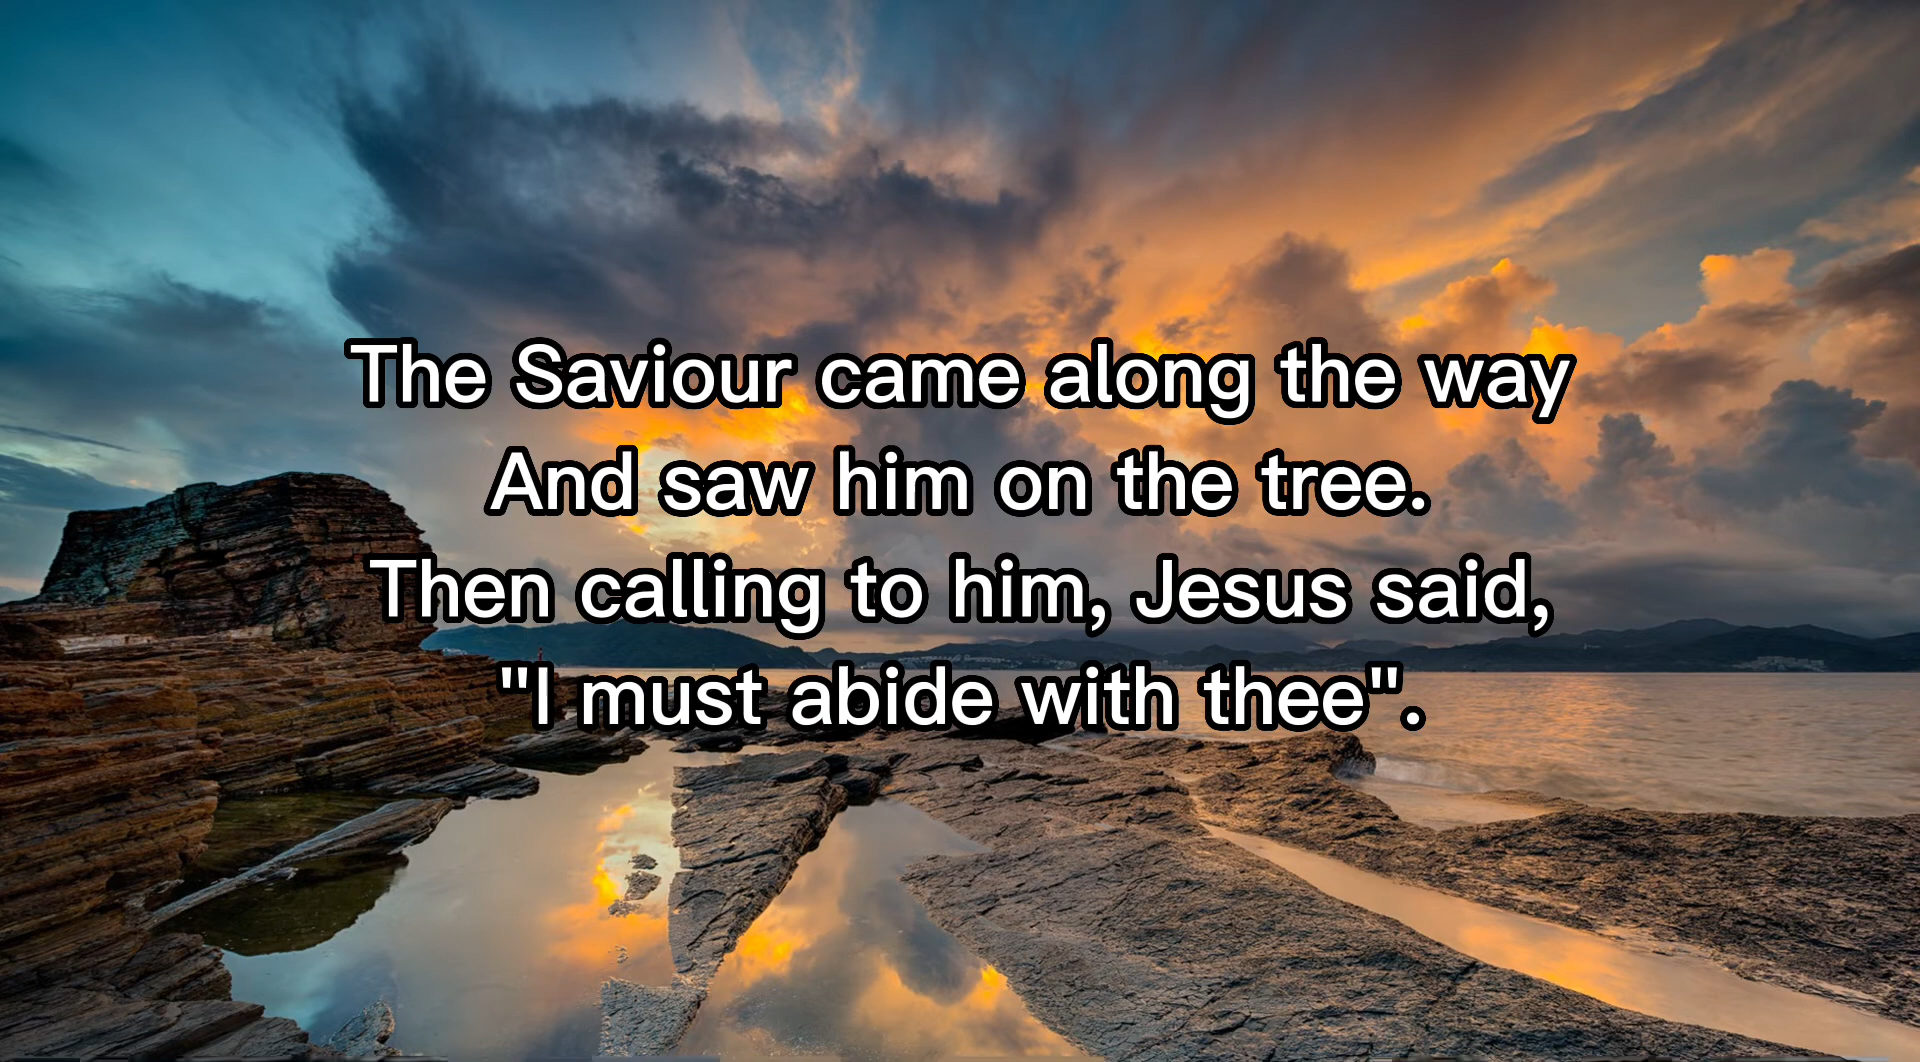 The Saviour came along the way
And saw him on the tree.
Then calling to him, Jesus said,
"I must abide with thee".